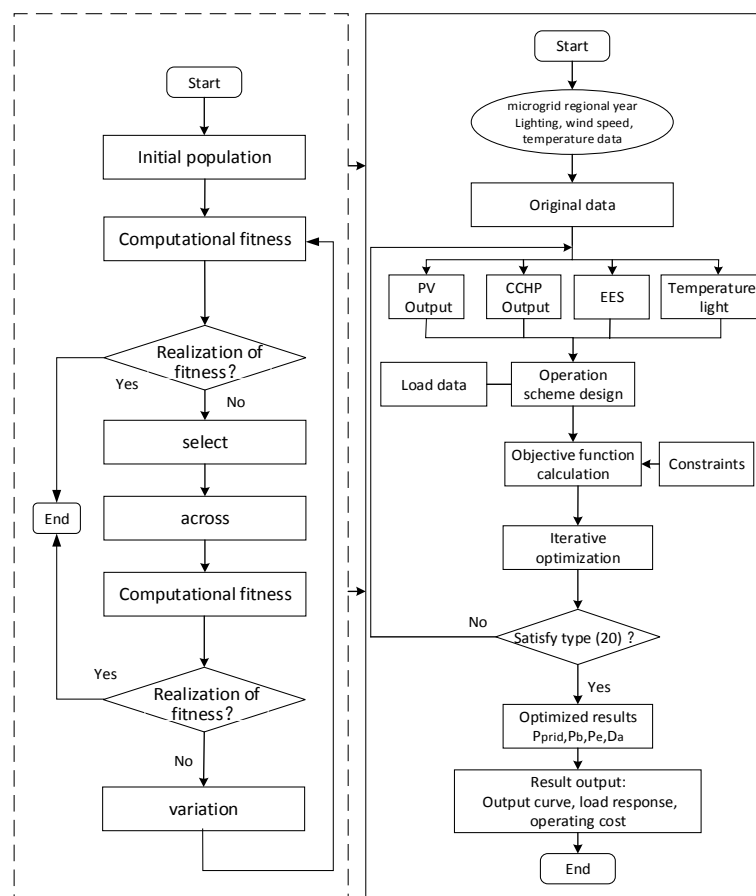 Start
Initial population
Computational fitness
Realization of
fitness?
Yes
No
select
End
across
Computational fitness
Yes
Realization of
fitness?
No
variation
Start
microgrid regional year
Lighting, wind speed,
temperature data
Original data
PV
Output
CCHP
Output
EES
Temperature
light
Load data
Operation
scheme design
Objective function
calculation
Constraints
Iterative
optimization
No
Satisfy type (20) ?
Yes
Optimized results
Pprid,Pb,Pe,Da
Result output:
Output curve, load response,
operating cost
End